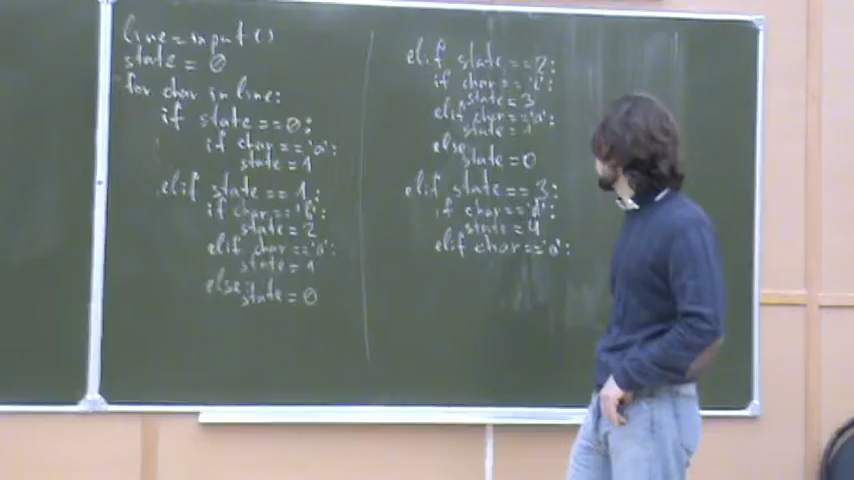 line=input()
state = 0
for char in line:
if state == 0:
if char == 'a':
state = 1
elif state == 1:
if char == 'b':
state = 2
elif char == 'a':
state = 1
else:
state = 0
elif state == 2:
if char == 'c':
state = 3
elif char == 'a':
state = 1
else:
state = 0
elif state == 3:
if char == 'd':
state = 4
elif char == 'a':